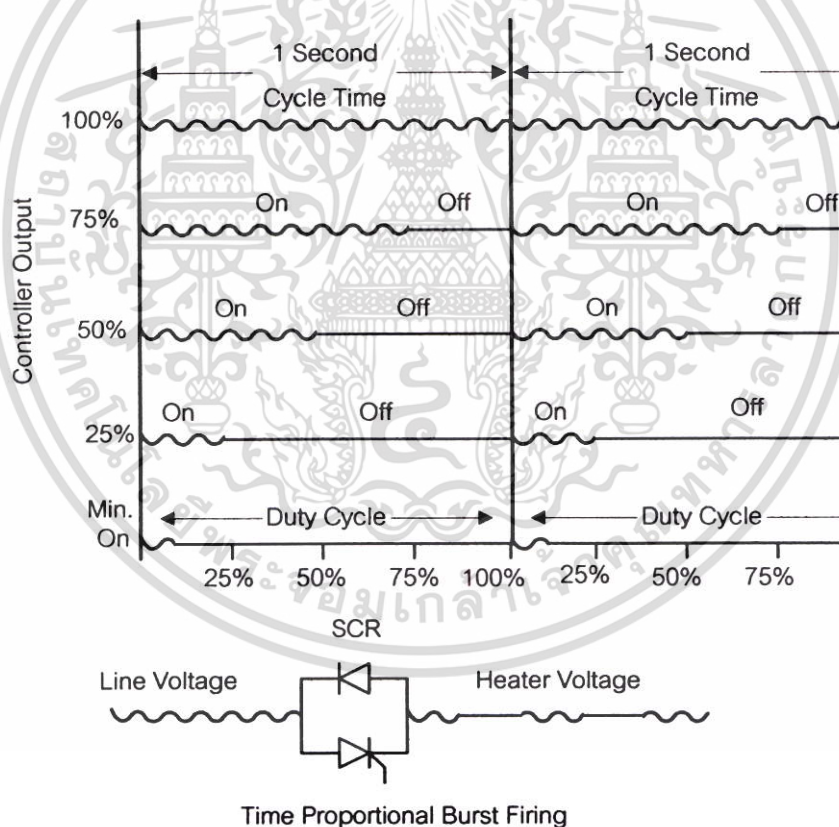 1 Second 1 Second
Cycle Time Cycle Time
100%
On Off On Off
75%
On Off On Off
50%
On Off On Off
25%
Min. Duty Cycle Duty Cycle
On
25% 50% 75% 100% 25% 50% 75%
Controller Output
SCR
Line Voltage Heater Voltage
Time Proportional Burst Firing